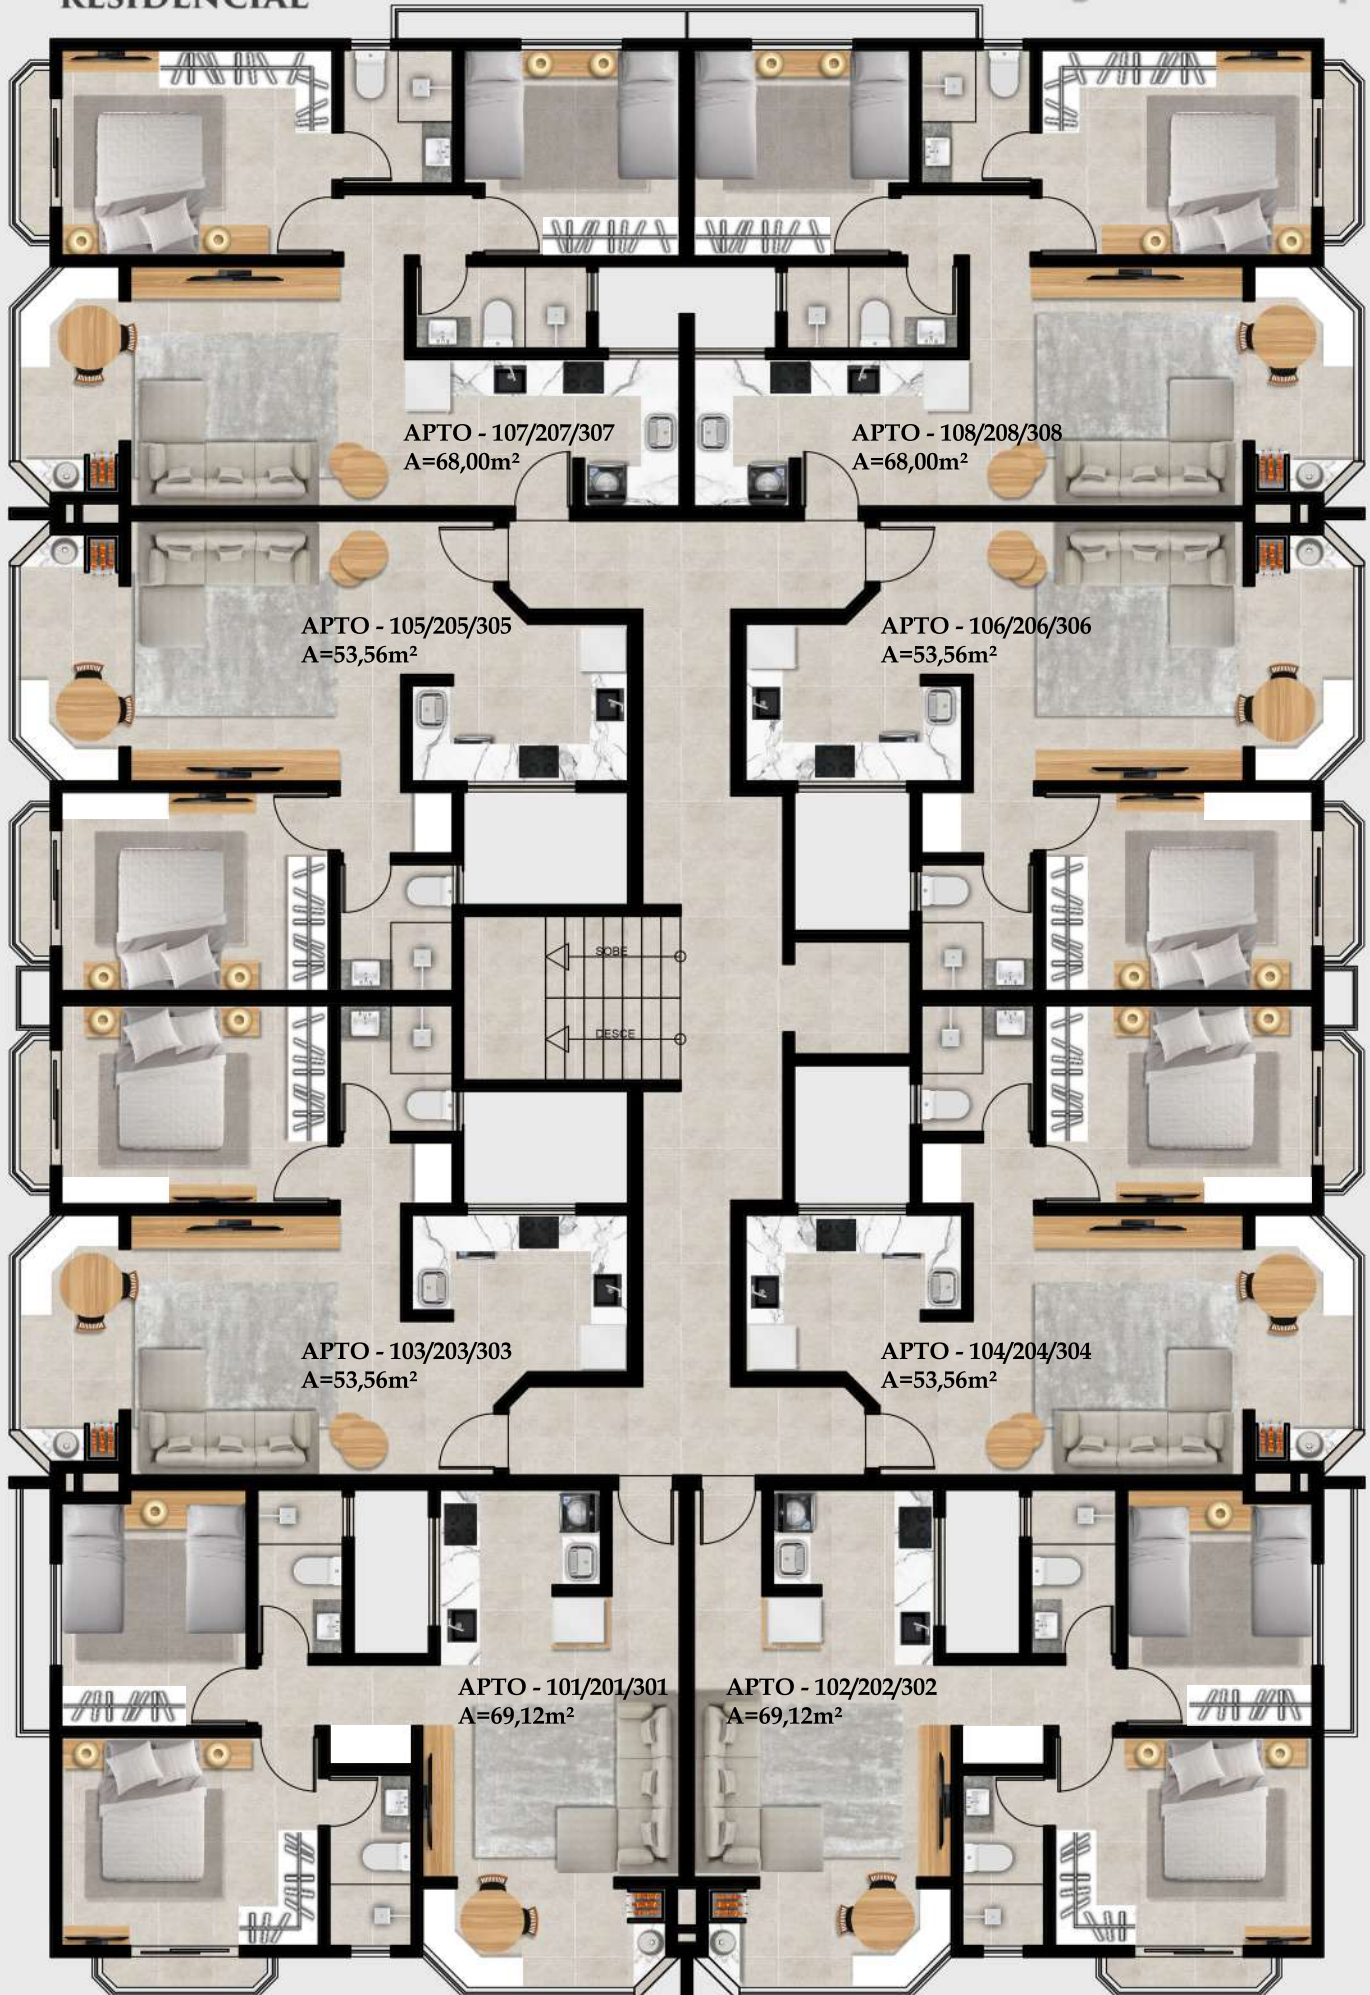 RESIDENCIAL
APTO - 107/207/307
A=68,00m²
APTO - 108/208/308
A=68,00m²
APTO - 105/205/305
A=53,56m²
APTO - 106/206/306
A=53,56m²
SOBE
DESCE
APTO - 103/203/303
A=53,56m²
APTO - 104/204/304
A=53,56m²
APTO - 101/201/301
A=69,12m²
APTO - 102/202/302
A=69,12m²